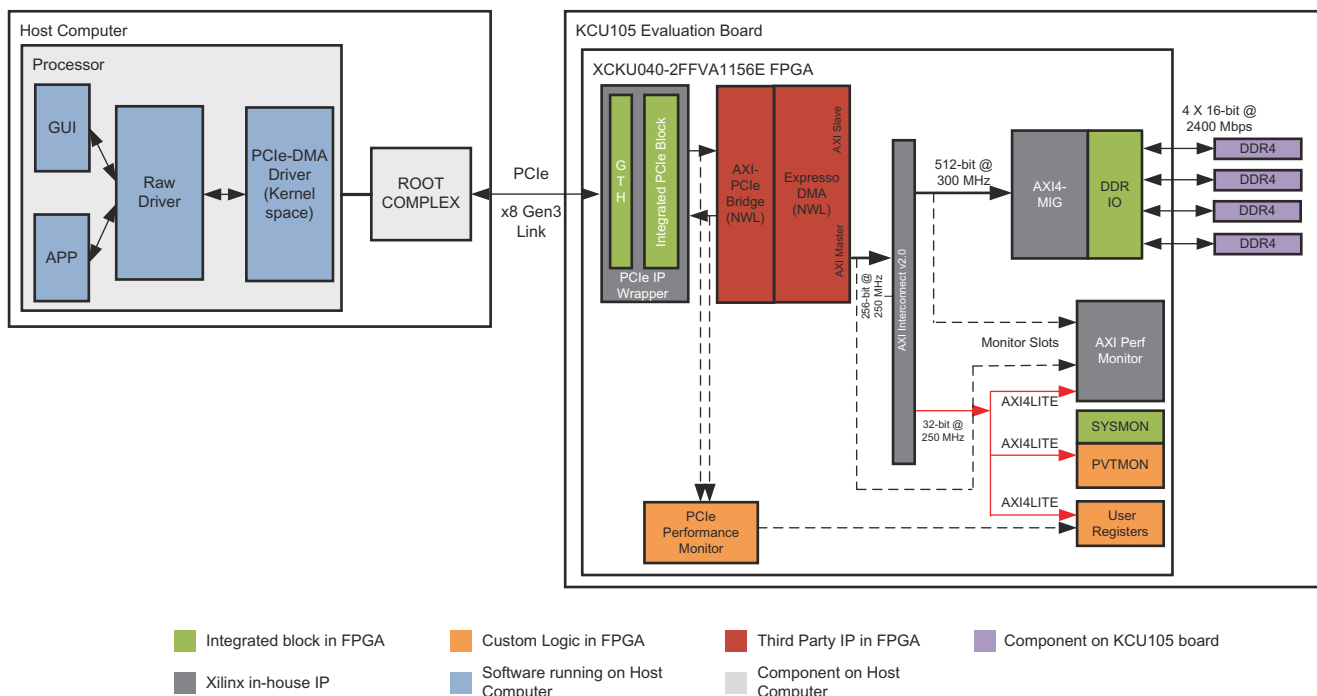 Host Computer
Processor
GUI
APP
Raw
Driver
PCIe-DMA
Driver
(Kernel
space)
ROOT
COMPLEX
PCIe
x8 Gen3
Link
KCU105 Evaluation Board
XCKU040-2FFVA1156E FPGA
GTH
Integrated PCIe Block
PCIe IP
Wrapper
AXI-
PCIe
Bridge
(NWL)
Expresso
DMA
(NWL)
AXI Slave
AXI Master
256-bit @
250 MHz
AXI Interconnect v2.0
512-bit @
300 MHz
AXI4-
MIG
DDR
IO
4 X 16-bit @
2400 Mbps
DDR4
DDR4
DDR4
DDR4
Monitor Slots
AXI Perf
Monitor
AXI4LITE
32-bit @
250 MHz
SYSMON
AXI4LITE
PVTMON
AXI4LITE
User
Registers
PCIe
Performance
Monitor
Integrated block in FPGA
Custom Logic in FPGA
Third Party IP in FPGA
Component on KCU105 board
Xilinx in-house IP
Software running on Host
Computer
Component on Host
Computer